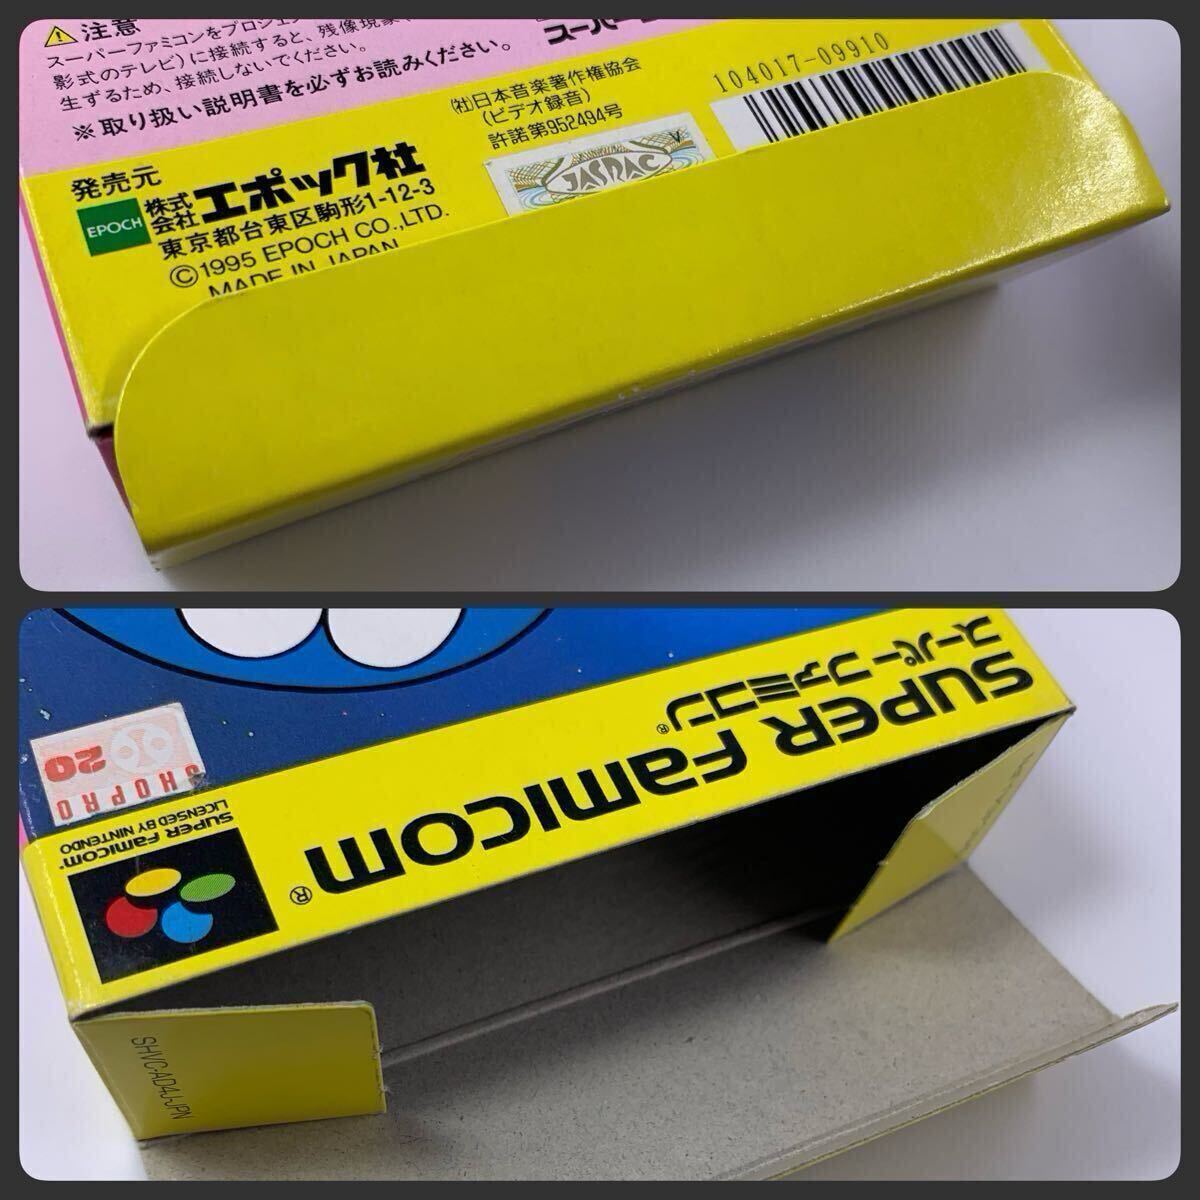 ⚠注意
スーパーファミコンをプロジェ
影式のテレビ)に接続すると、残像現象
生ずるため、接続しないでください。
※取り扱い説明書を必ずお読みください。
スーパー
発売元
EPOCH
株式会社エポック社
東京都台東区駒形1-12-3
©1995 EPOCH CO.,LTD.
MADE IN JAPAN
(社)日本音楽著作権協会
(ビデオ録音)
許諾第952494号
JASRAC
104017-09910
スーパーファミコン®
SUPER FAMICOM®
20
SHOPRO
LICENSED BY NINTENDO
SUPER FAMICOM
SHVC-AD4J-JPN